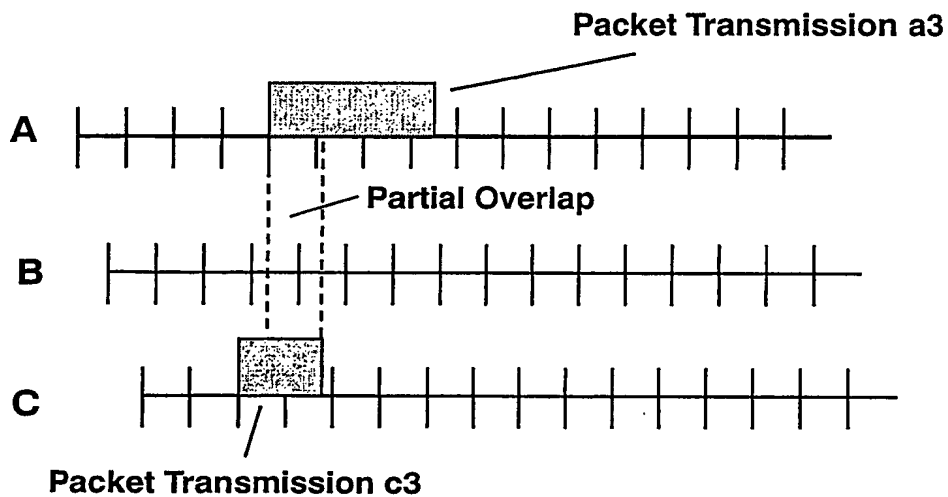 Packet Transmission a3
A
Partial Overlap
B
C
Packet Transmission c3